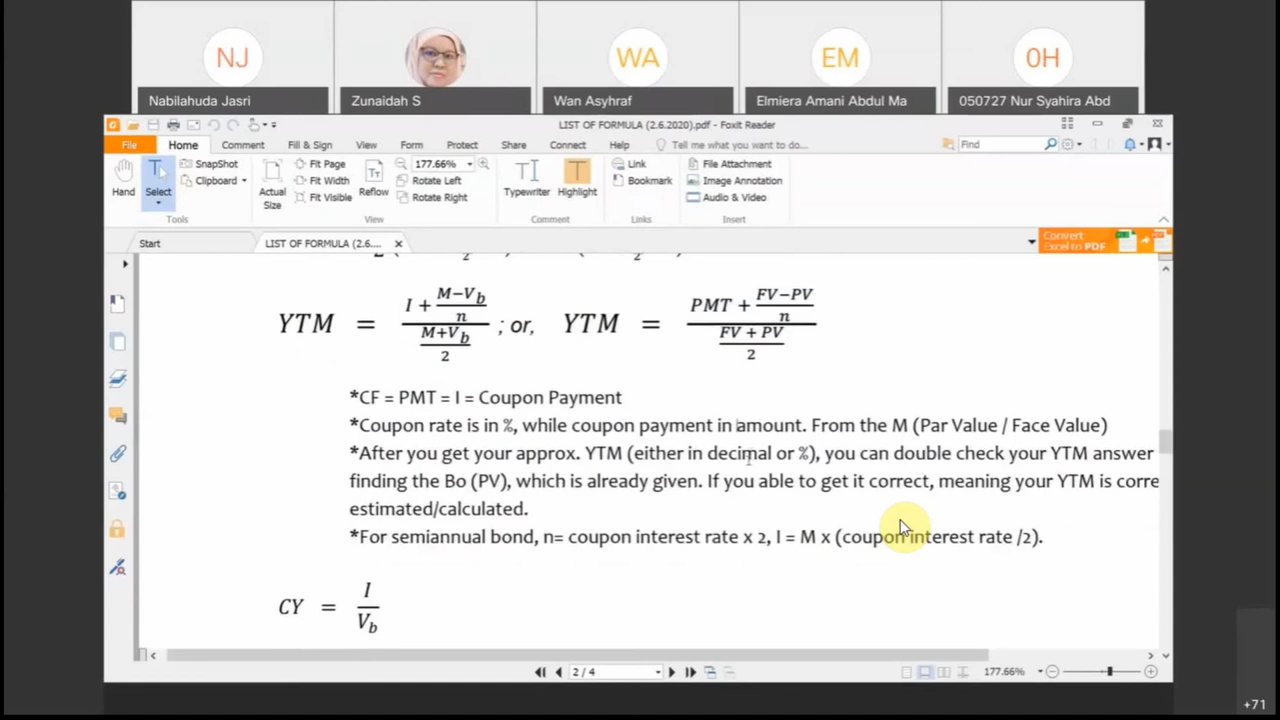 NJ
WA
EM
0H
Nabilahuda Jasri
Zunaidah S
Wan Asyhraf
Elmiera Amani Abdul Ma
050727 Nur Syahira Abd
LIST OF FORMULA (2.6.2020).pdf - Foxit Reader
File Home Comment Fill & Sign View Form Protect Share Connect Help Tell me what you want to do... Find
Hand
Select
SnapShot
Clipboard
Tools
Actual Size
Fit Page
Fit Width
Fit Visible
Reflow
177.66%
Rotate Left
Rotate Right
View
Typewriter
Highlight
Comment
Link
Bookmark
Links
File Attachment
Image Annotation
Audio & Video
Insert
Start
LIST OF FORMULA (2.6....
Convert
Excel to PDF
YTM = (I + (M−V_b)/n) / ((M+V_b)/2) ; or, YTM = (PMT + (FV−PV)/n) / ((FV + PV)/2)
*CF = PMT = I = Coupon Payment
*Coupon rate is in %, while coupon payment in amount. From the M (Par Value / Face Value)
*After you get your approx. YTM (either in decimal or %), you can double check your YTM answer
finding the Bo (PV), which is already given. If you able to get it correct, meaning your YTM is corre
estimated/calculated.
*For semiannual bond, n= coupon interest rate x 2, I = M x (coupon interest rate /2).
CY = I / V_b
2 / 4
177.66%
+71